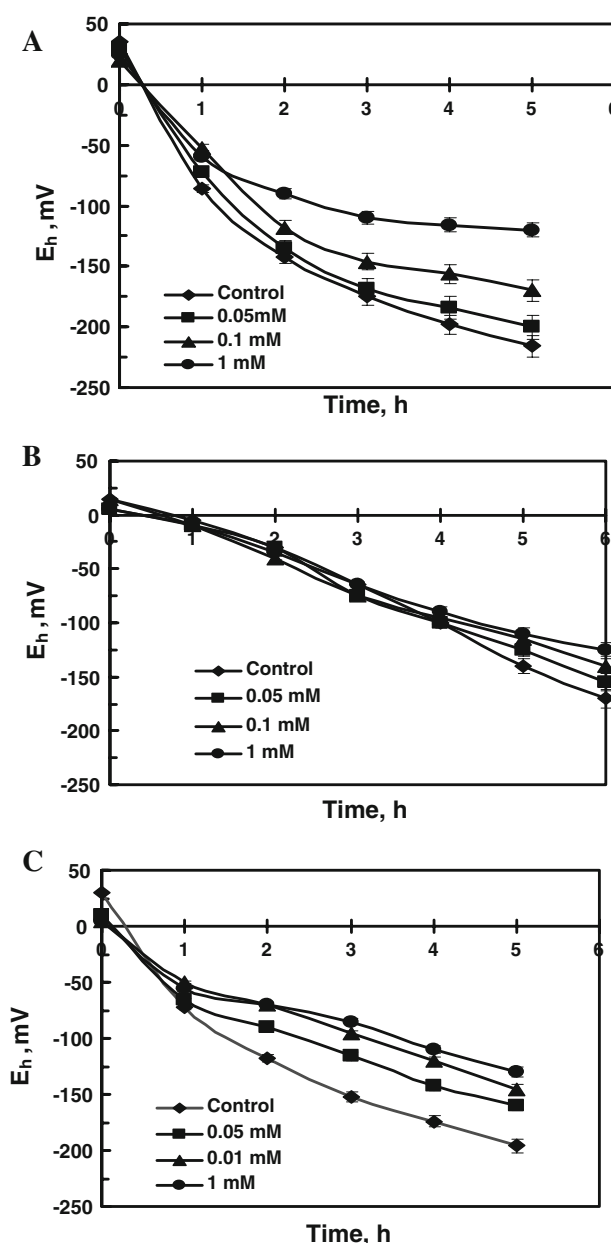 A
50
0
0 1 2 3 4 5 6
-50
-100
-150
-200
-250
Eh ,mV
Control
0.05mM
0.1 mM
1 mM
Time, h
B
50
0
0 1 2 3 4 5 6
-50
-100
-150
-200
-250
Eh ,mV
Control
0.05 mM
0.1 mM
1 mM
Time, h
C
50
0
0 1 2 3 4 5 6
-50
-100
-150
-200
-250
Eh ,mV
Control
0.05 mM
0.01 mM
1 mM
Time, h